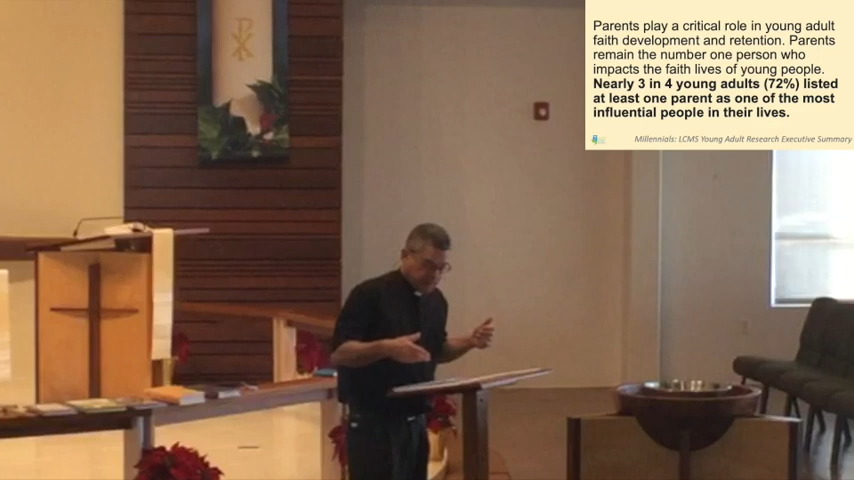 Parents play a critical role in young adult
faith development and retention. Parents
remain the number one person who
impacts the faith lives of young people.
Nearly 3 in 4 young adults (72%) listed
at least one parent as one of the most
influential people in their lives.
Millennials: LCMS Young Adult Research Executive Summary